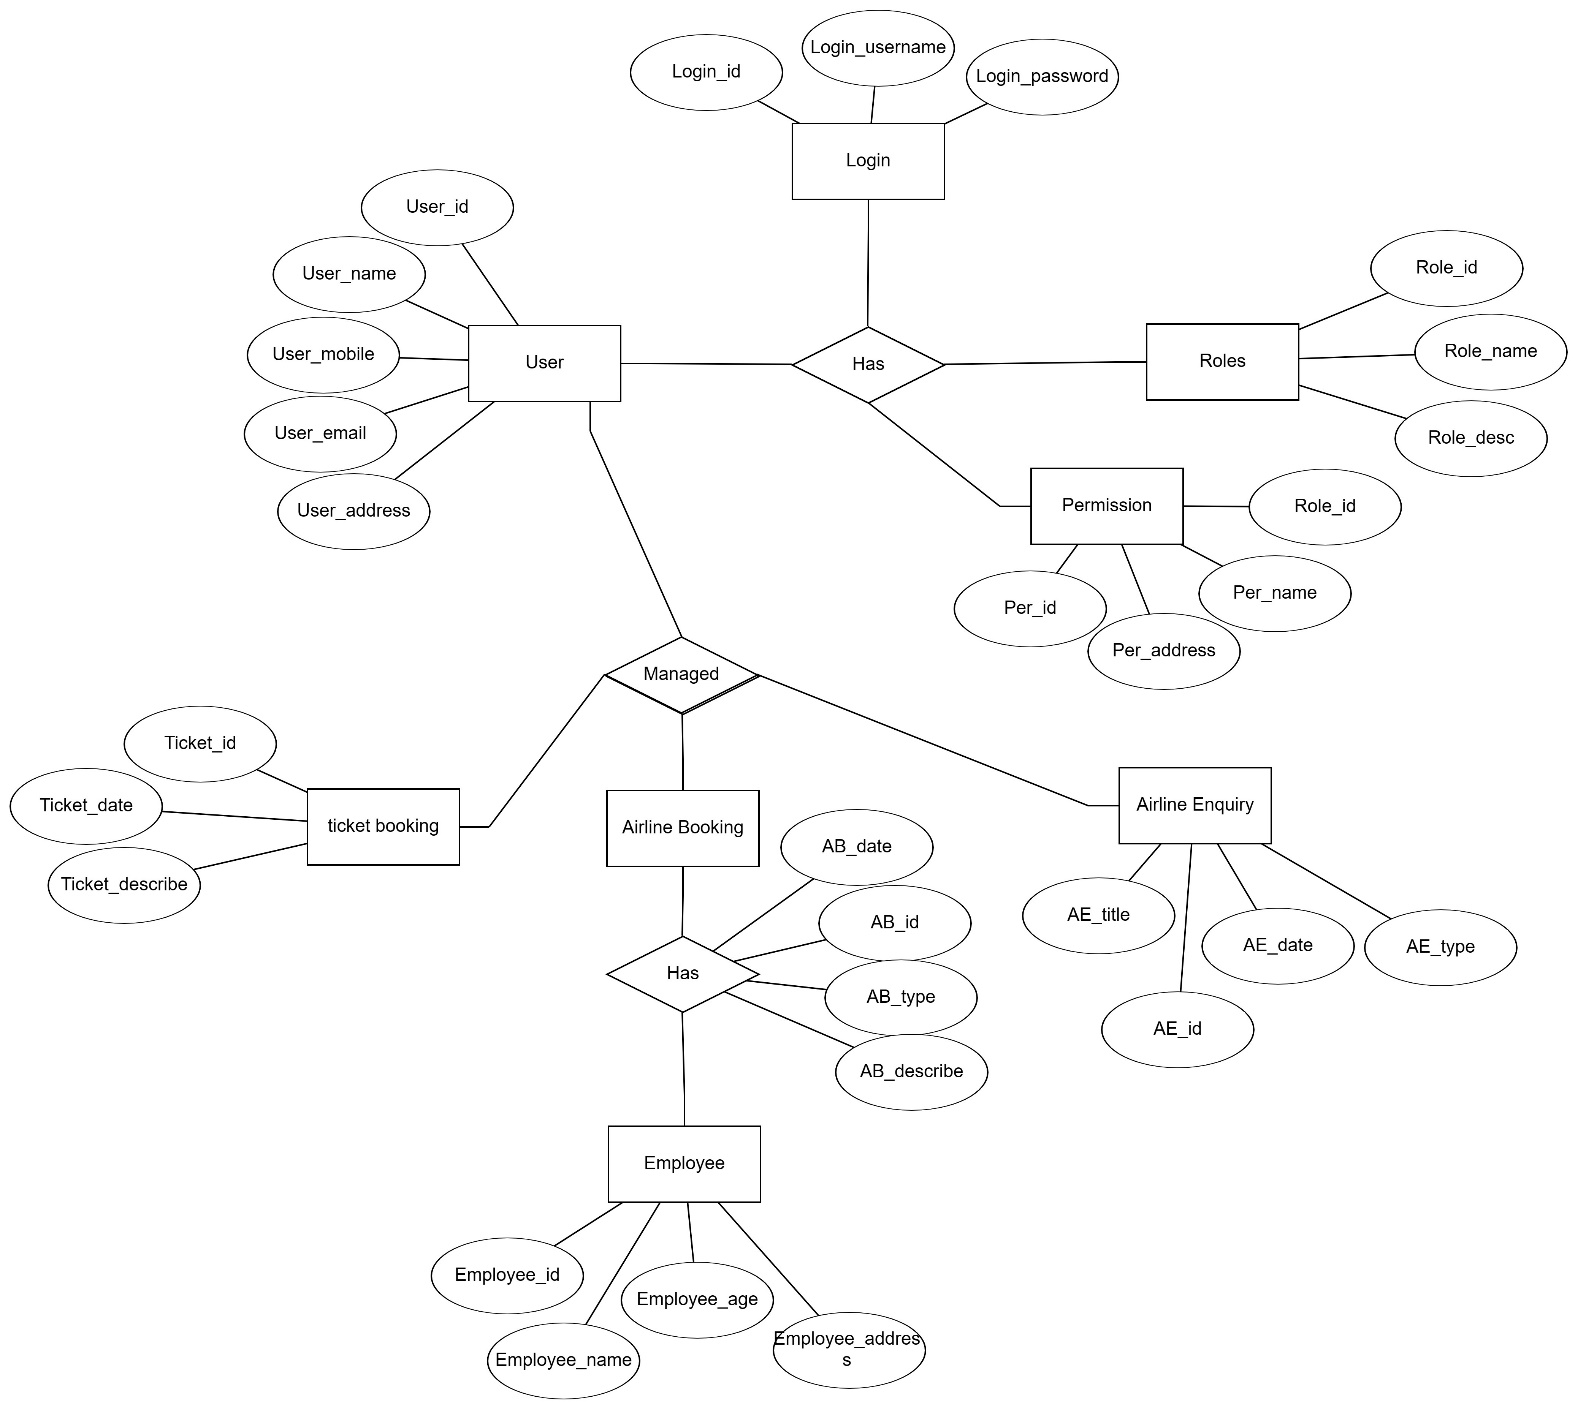 Login_username
Login_id
Login_password
Login
User_id
User_name
User_mobile
User_email
User_address
User
Has
Roles
Role_id
Role_name
Role_desc
Permission
Role_id
Per_name
Per_id
Per_address
Managed
Ticket_id
Ticket_date
Ticket_describe
ticket booking
Airline Booking
Airline Enquiry
AB_date
AB_id
AB_type
AB_describe
Has
AE_title
AE_date
AE_type
AE_id
Employee
Employee_id
Employee_age
Employee_name
Employee_addres
s